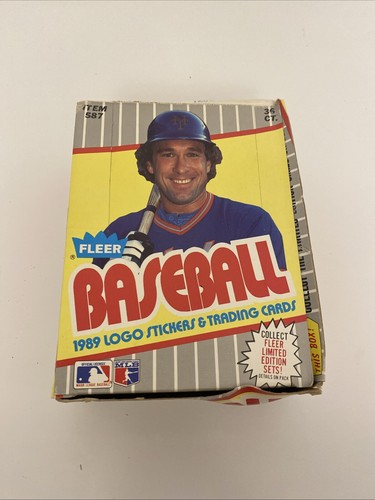 ITEM
587
36
CT.
FLEER
®
BASEBALL
1989 LOGO STICKERS & TRADING CARDS
MLB
COLLECT
FLEER
LIMITED
EDITION
SETS!
DETAILS ON PACK
THIS BOX!